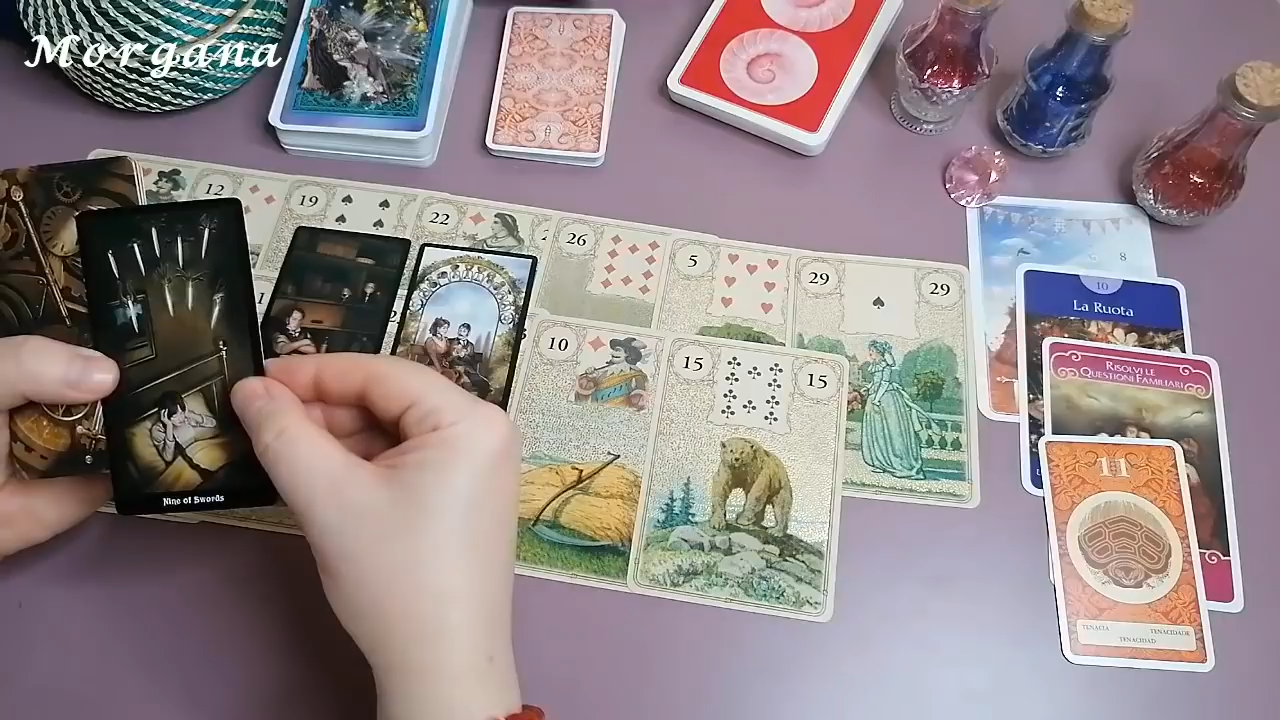 Morgana
12
19
22
26
5
29
29
8
10
La Ruota
10
15
15
RISOLVI LE
QUESTIONI FAMILIARI
11
TENACIA
TENACIDADE
TENACIDAD
Nine of Swords